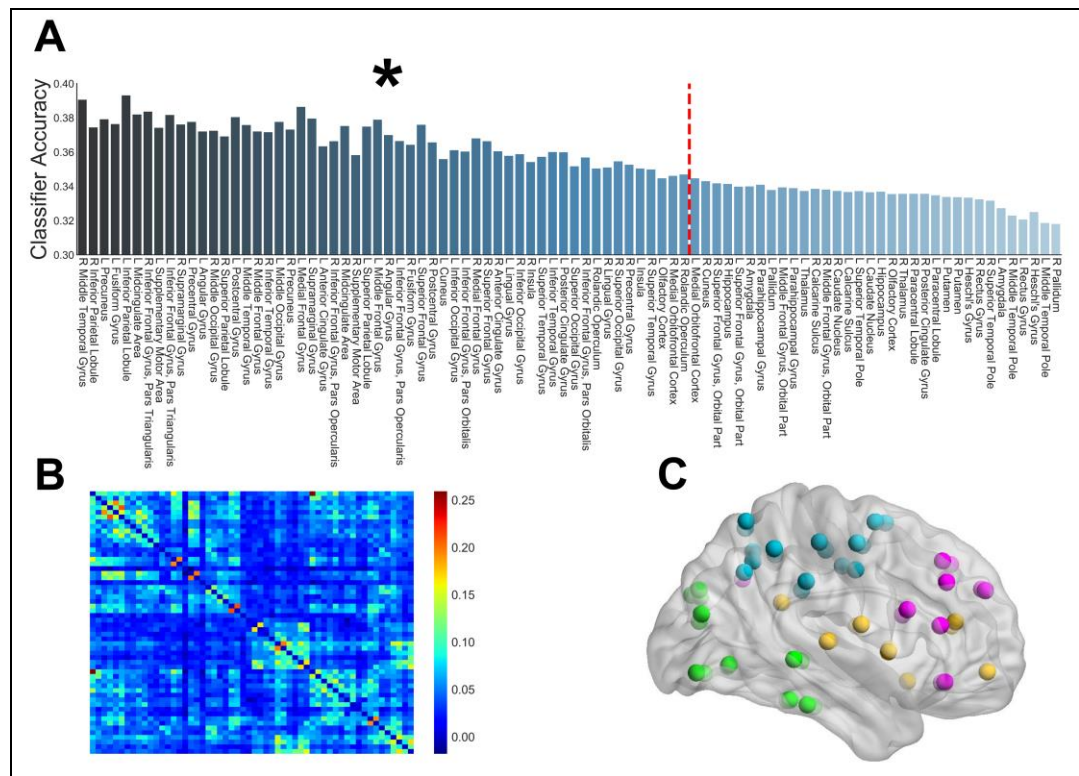 A
*
Classifier Accuracy
0.40
0.38
0.36
0.34
0.32
0.30
R Middle Temporal Gyrus
R Inferior Parietal Lobule
L Precuneus
L Fusiform Gyrus
L Inferior Parietal Lobule
L Midcingulate Area
R Inferior Frontal Gyrus, Pars Triangularis
L Supplementary Motor Area
L Inferior Frontal Gyrus, Pars Triangularis
R Supramarginal Gyrus
L Precentral Gyrus
L Angular Gyrus
R Middle Occipital Gyrus
R Superior Parietal Lobule
L Postcentral Gyrus
L Middle Temporal Gyrus
R Inferior Temporal Gyrus
L Middle Occipital Gyrus
R Precuneus
L Medial Frontal Gyrus
L Supramarginal Gyrus
L Anterior Cingulate Gyrus
R Inferior Frontal Gyrus, Pars Opercularis
R Midcingulate Area
R Supplementary Motor Area
L Superior Parietal Lobule
L Middle Frontal Gyrus
R Angular Gyrus
L Inferior Frontal Gyrus, Pars Opercularis
R Fusiform Gyrus
L Superior Frontal Gyrus
R Postcentral Gyrus
L Cuneus
L Inferior Occipital Gyrus
L Inferior Frontal Gyrus, Pars Orbitalis
R Medial Frontal Gyrus
R Superior Frontal Gyrus
R Anterior Cingulate Gyrus
L Lingual Gyrus
R Inferior Occipital Gyrus
R Insula
R Superior Temporal Gyrus
L Inferior Temporal Gyrus
L Posterior Cingulate Gyrus
L Superior Occipital Gyrus
R Inferior Frontal Gyrus, Pars Orbitalis
L Rolandic Operculum
R Lingual Gyrus
R Superior Occipital Gyrus
R Precentral Gyrus
L Insula
L Superior Temporal Gyrus
L Olfactory Cortex
R Medial Orbitofrontal Cortex
R Rolandic Operculum
L Medial Orbitofrontal Cortex
R Cuneus
R Superior Frontal Gyrus, Orbital Part
R Hippocampus
L Superior Frontal Gyrus, Orbital Part
R Amygdala
R Parahippocampal Gyrus
L Pallidum
L Middle Frontal Gyrus, Orbital Part
L Parahippocampal Gyrus
L Thalamus
R Calcarine Sulcus
R Middle Frontal Gyrus, Orbital Part
R Caudate Nucleus
L Calcarine Sulcus
L Superior Temporal Pole
L Caudate Nucleus
L Hippocampus
R Olfactory Cortex
R Thalamus
R Paracentral Lobule
R Posterior Cingulate Gyrus
L Paracentral Lobule
L Putamen
R Putamen
L Heschl's Gyrus
L Rectus Gyrus
R Superior Temporal Pole
L Amygdala
R Middle Temporal Pole
R Rectus Gyrus
R Heschl's Gyrus
L Middle Temporal Pole
R Pallidum
B
0.25
0.20
0.15
0.10
0.05
0.00
C